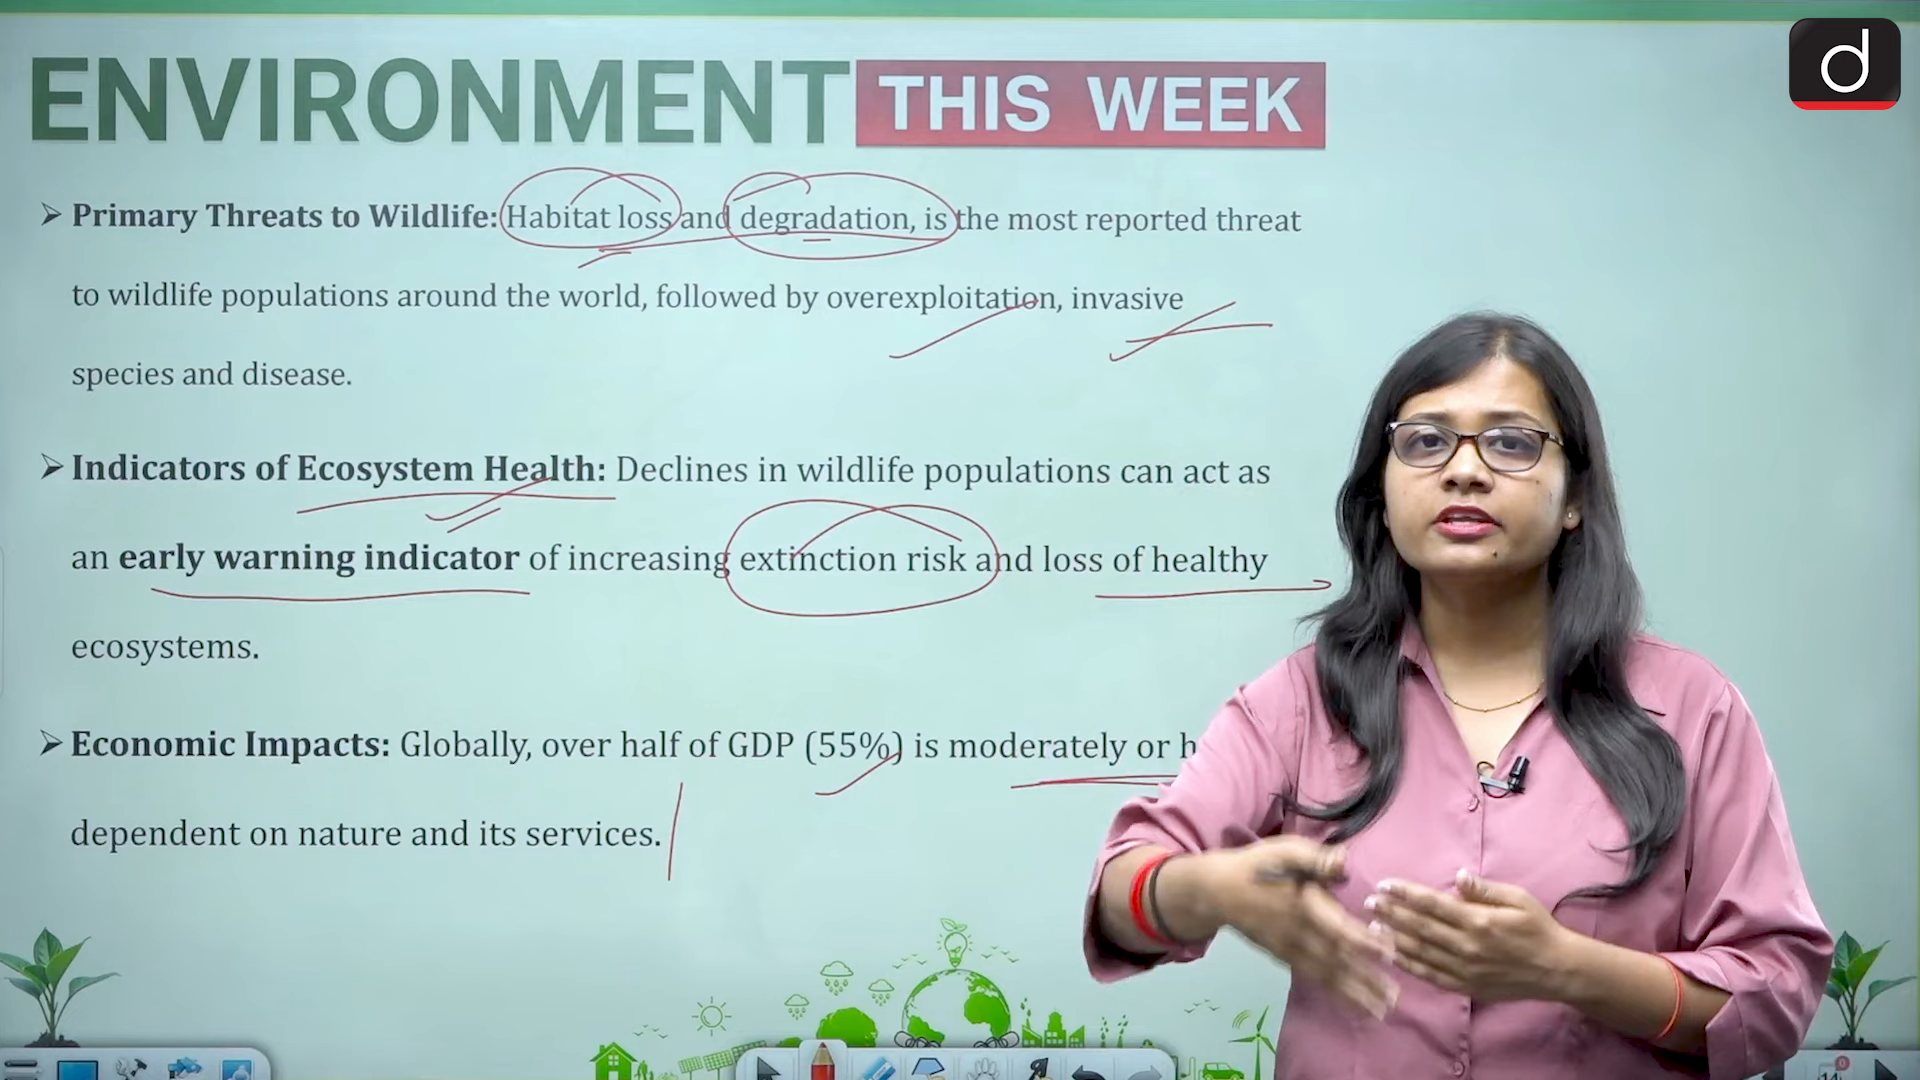 ENVIRONMENT THIS WEEK
d
➢ Primary Threats to Wildlife: Habitat loss and degradation, is the most reported threat
to wildlife populations around the world, followed by overexploitation, invasive
species and disease.
➢ Indicators of Ecosystem Health: Declines in wildlife populations can act as
an early warning indicator of increasing extinction risk and loss of healthy
ecosystems.
➢ Economic Impacts: Globally, over half of GDP (55%) is moderately or h
dependent on nature and its services.